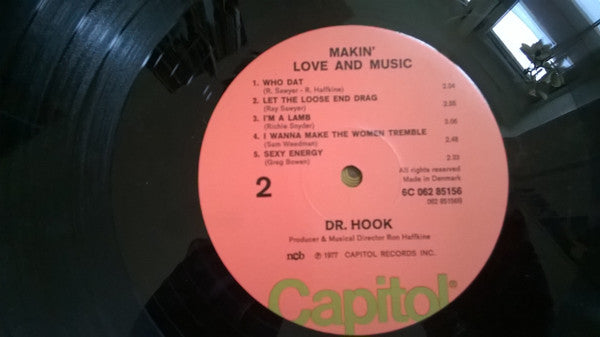 MAKIN'
LOVE AND MUSIC
1. WHO DAT 2.04
(R. Sawyer - R. Haffkine)
2. LET THE LOOSE END DRAG 2.55
(Ray Sawyer)
3. I'M A LAMB 3.06
(Richie Snyder)
4. I WANNA MAKE THE WOMEN TREMBLE 2.48
(Sam Weedman)
5. SEXY ENERGY 2.33
(Greg Bowen)
All rights reserved
Made in Denmark
2
6C 062 85156
(062 85156B)
DR. HOOK
Producer & Musical Director Ron Haffkine
ncb ℗ 1977 CAPITOL RECORDS INC.
Capitol®